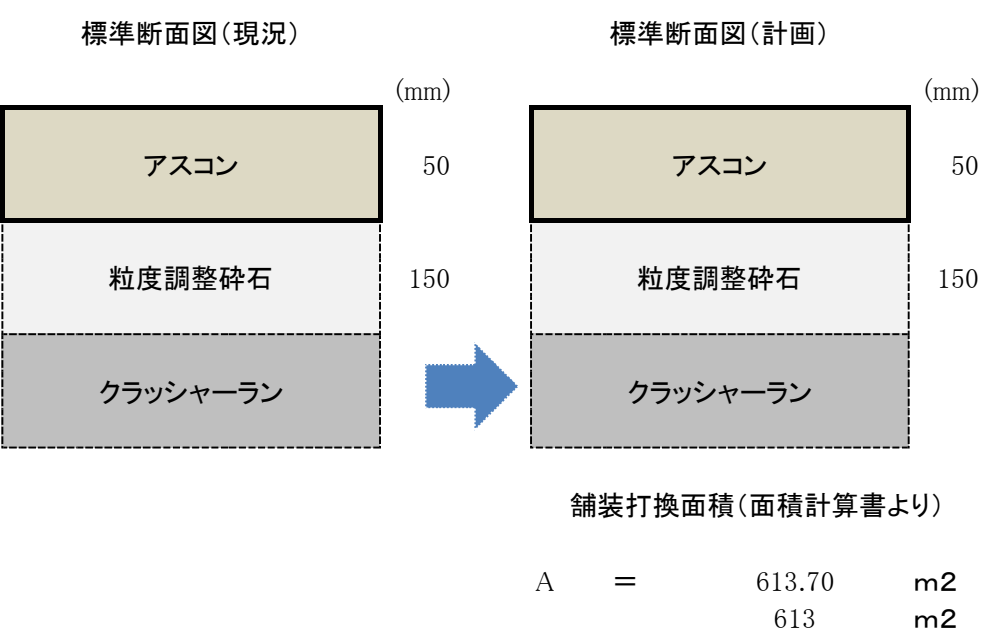 標準断面図（現況） 標準断面図（計画）
(mm) (mm)
アスコン 50 アスコン 50
粒度調整砕石 150 粒度調整砕石 150
クラッシャーラン クラッシャーラン
舗装打換面積（面積計算書より）
A ＝ 613.70 ｍ2
613 ｍ2